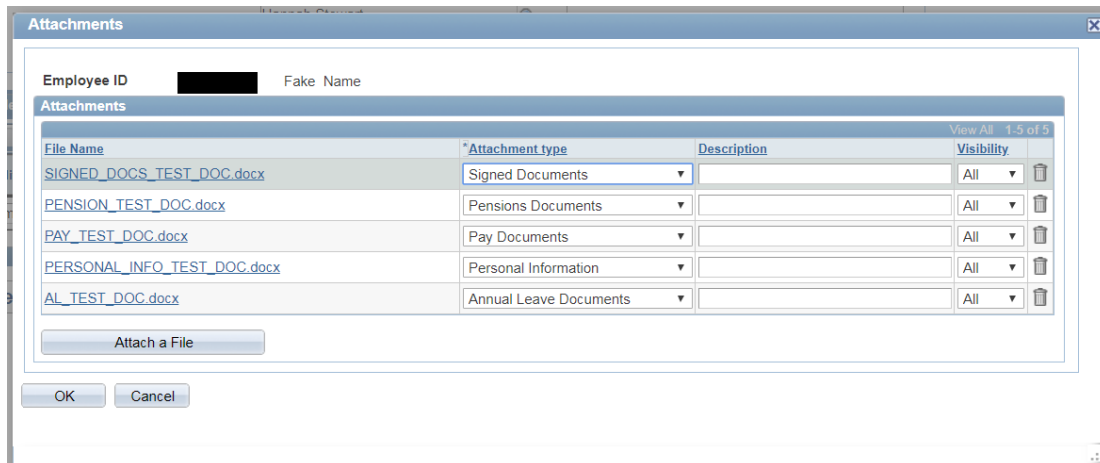 Attachments
Employee ID Fake Name
Attachments
View All 1-5 of 5
File Name *Attachment type Description Visibility
SIGNED_DOCS_TEST_DOC.docx Signed Documents All
PENSION_TEST_DOC.docx Pensions Documents All
PAY_TEST_DOC.docx Pay Documents All
PERSONAL_INFO_TEST_DOC.docx Personal Information All
AL_TEST_DOC.docx Annual Leave Documents All
Attach a File
OK Cancel